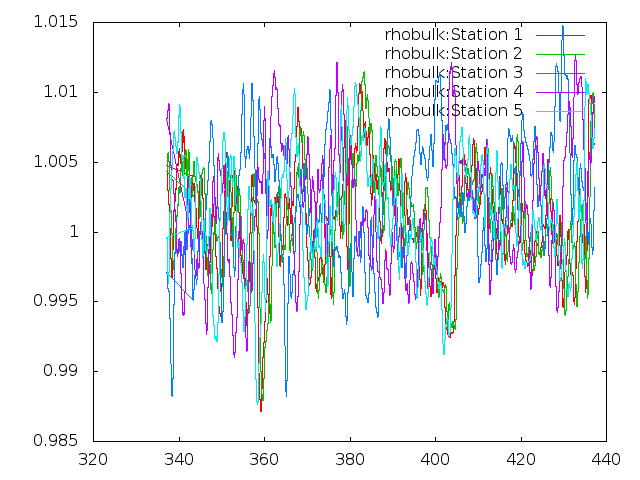 1.015
1.01
1.005
1
0.995
0.99
0.985
320
340
360
380
400
420
440
rhobulk:Station 1
rhobulk:Station 2
rhobulk:Station 3
rhobulk:Station 4
rhobulk:Station 5